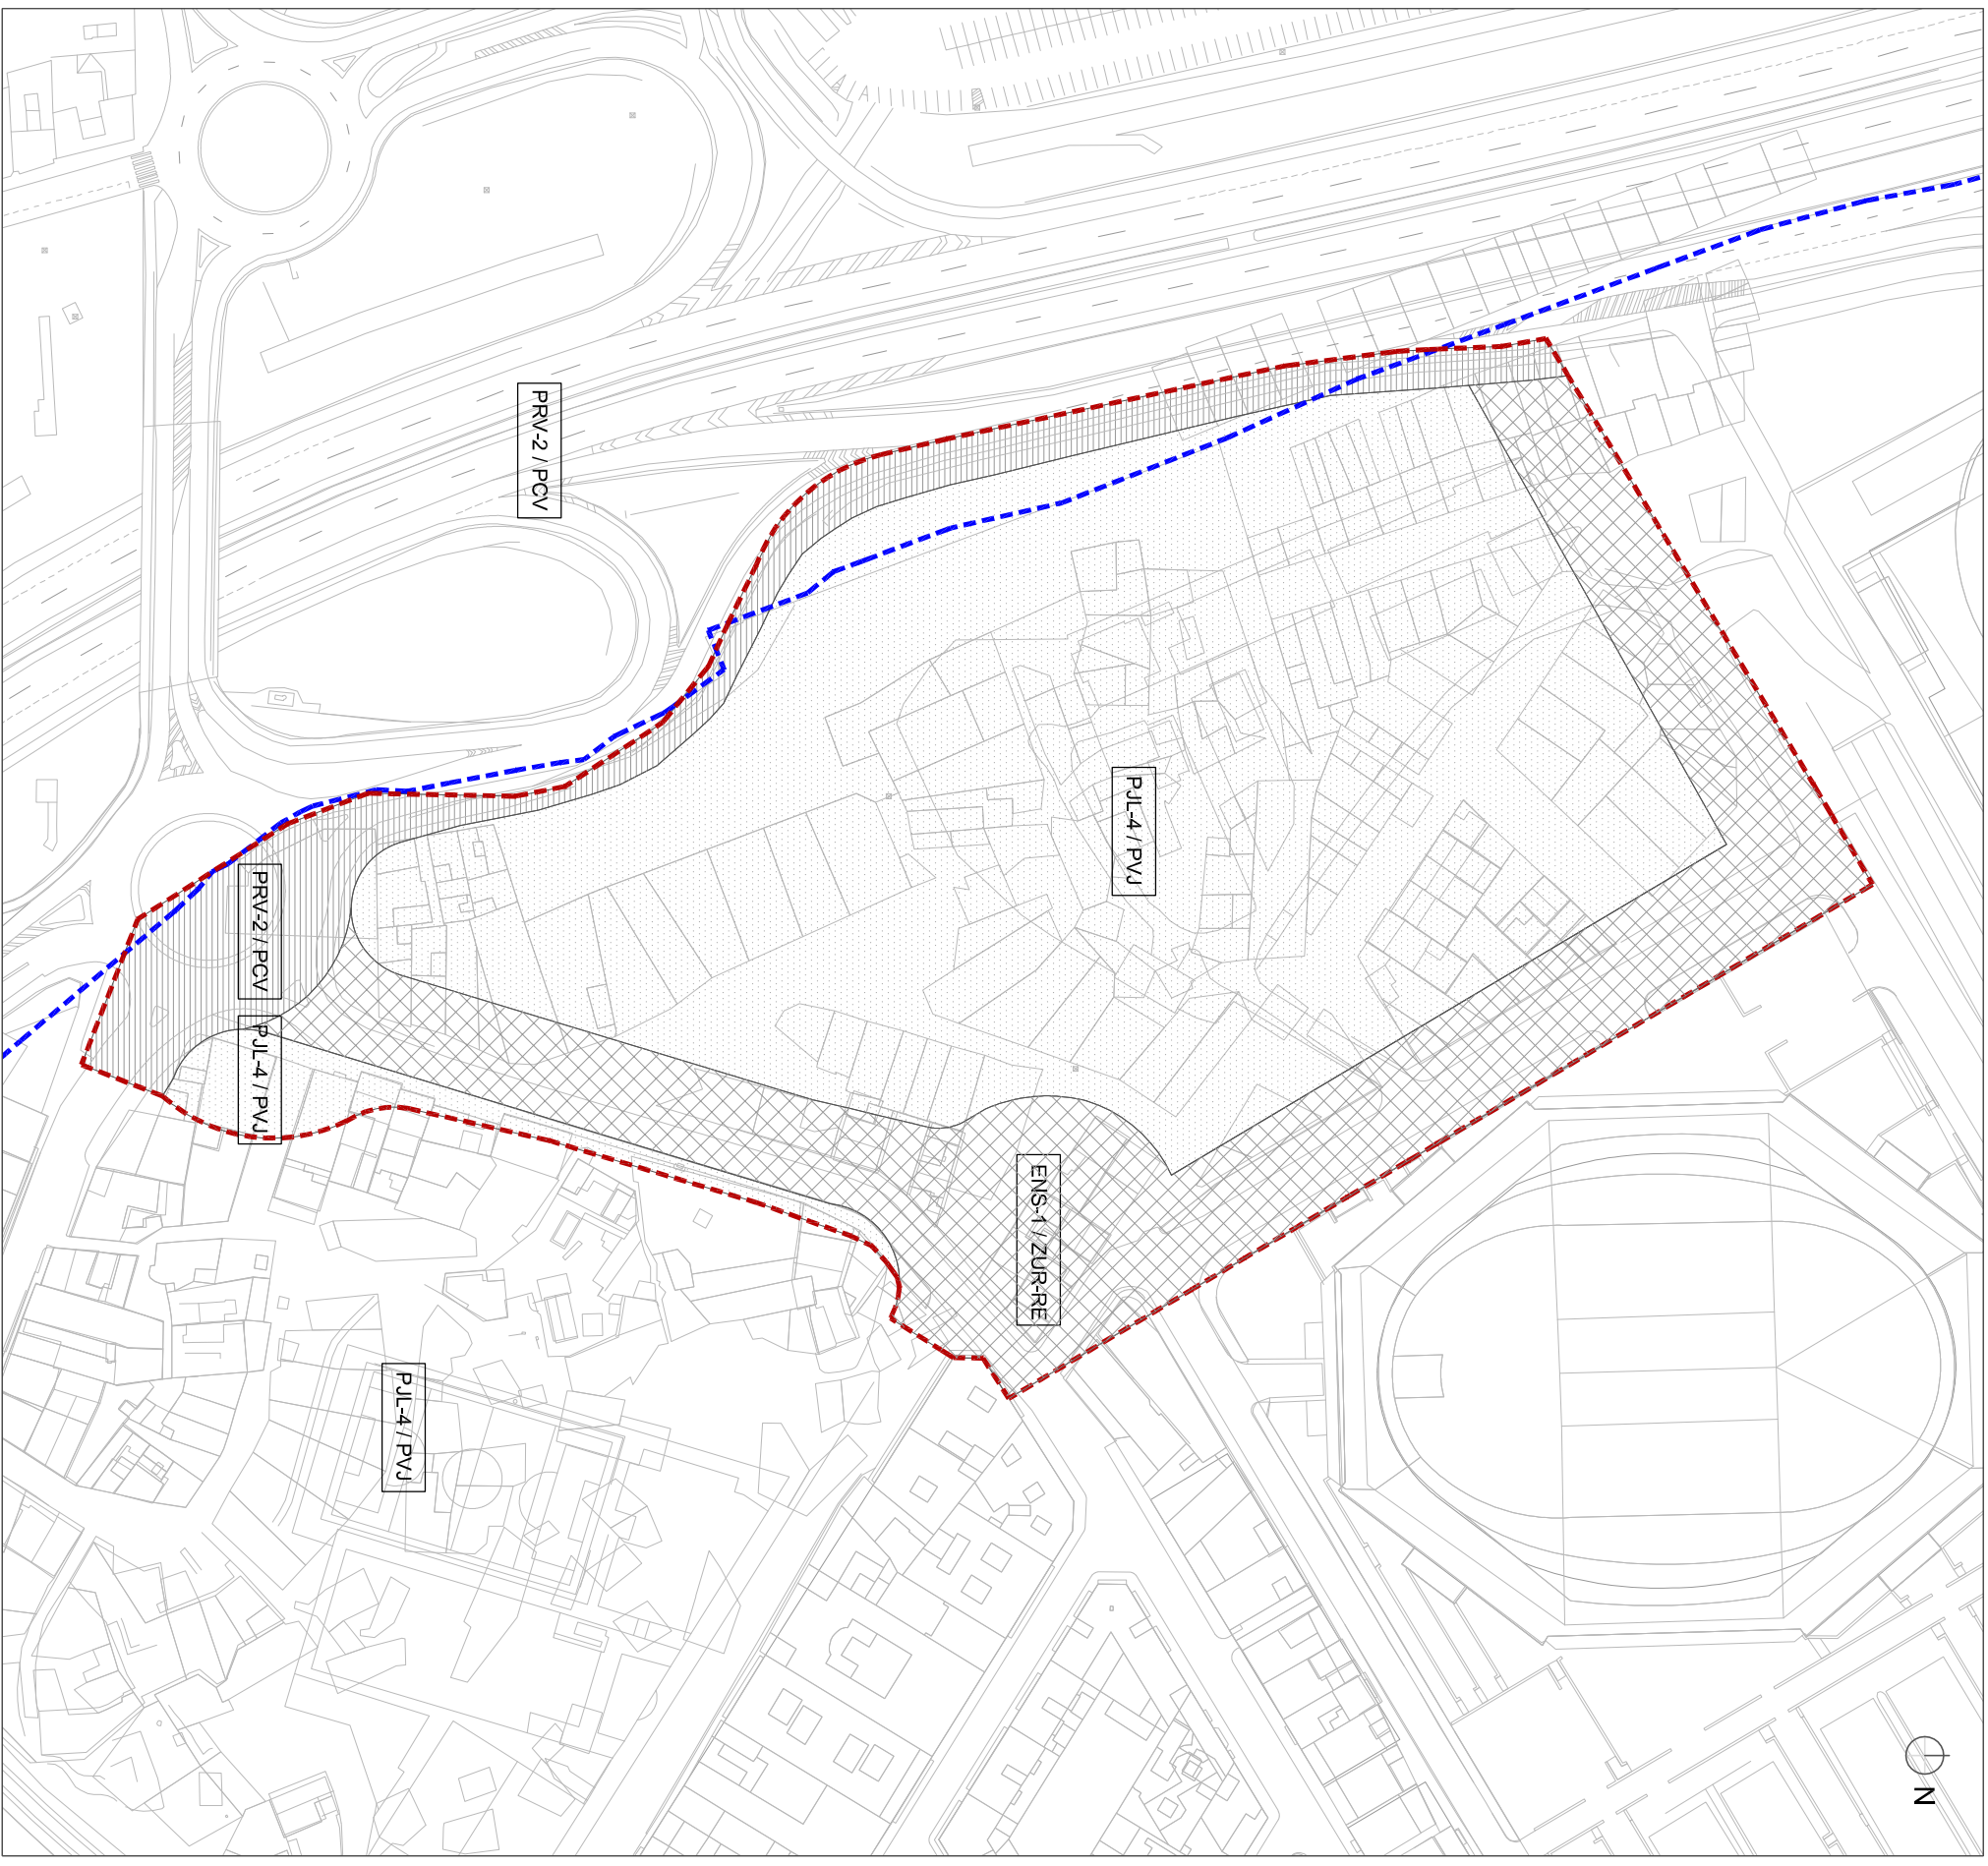 PRV-2 / PCV
PJL-4 / PVJ
PRV-2 / PCV
PJL-4 / PVJ
ENS-1 / ZUR-RE
PJL-4 / PVJ
N